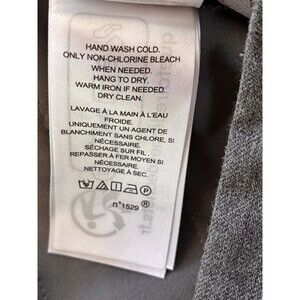 HAND WASH COLD.
ONLY NON-CHLORINE BLEACH
WHEN NEEDED.
HANG TO DRY.
WARM IRON IF NEEDED.
DRY CLEAN.
LAVAGE À LA MAIN À L'EAU
FROIDE.
UNIQUEMENT UN AGENT DE
BLANCHIMENT SANS CHLORE, SI
NÉCESSAIRE.
SÉCHAGE SUR FIL
REPASSER À FER MOYEN SI
NÉCESSAIRE.
NETTOYAGE À SEC.
n°1529 ®